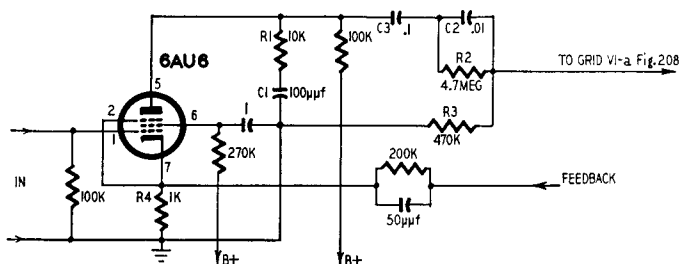 6AU6
5
2
1
6
7
R1
10K
100K
C3
.1
C2
.01
R2
4.7MEG
TO GRID V1-a Fig.208
C1
100µµf
1
R3
470K
270K
200K
50µµf
FEEDBACK
IN
100K
R4
1K
B+
B+